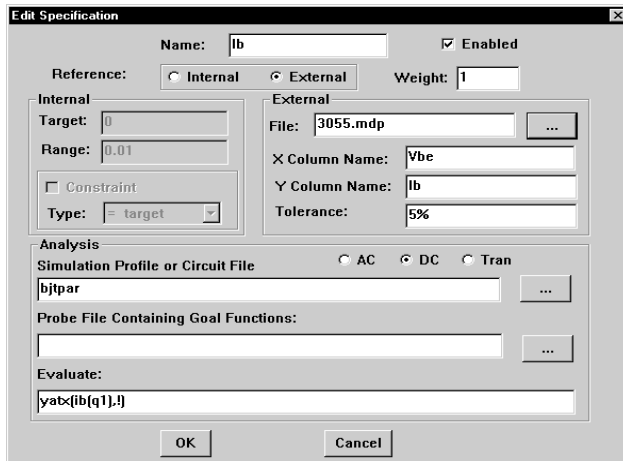 Edit Specification
Name: Ib
Enabled
Reference: Internal External Weight: 1
Internal
Target: 0
Range: 0.01
Constraint
Type: = target
External
File: 3055.mdp ...
X Column Name: Vbe
Y Column Name: Ib
Tolerance: 5%
Analysis
Simulation Profile or Circuit File AC DC Tran
bjtpar ...
Probe File Containing Goal Functions:
...
Evaluate:
yatx(ib(q1),!)
OK Cancel